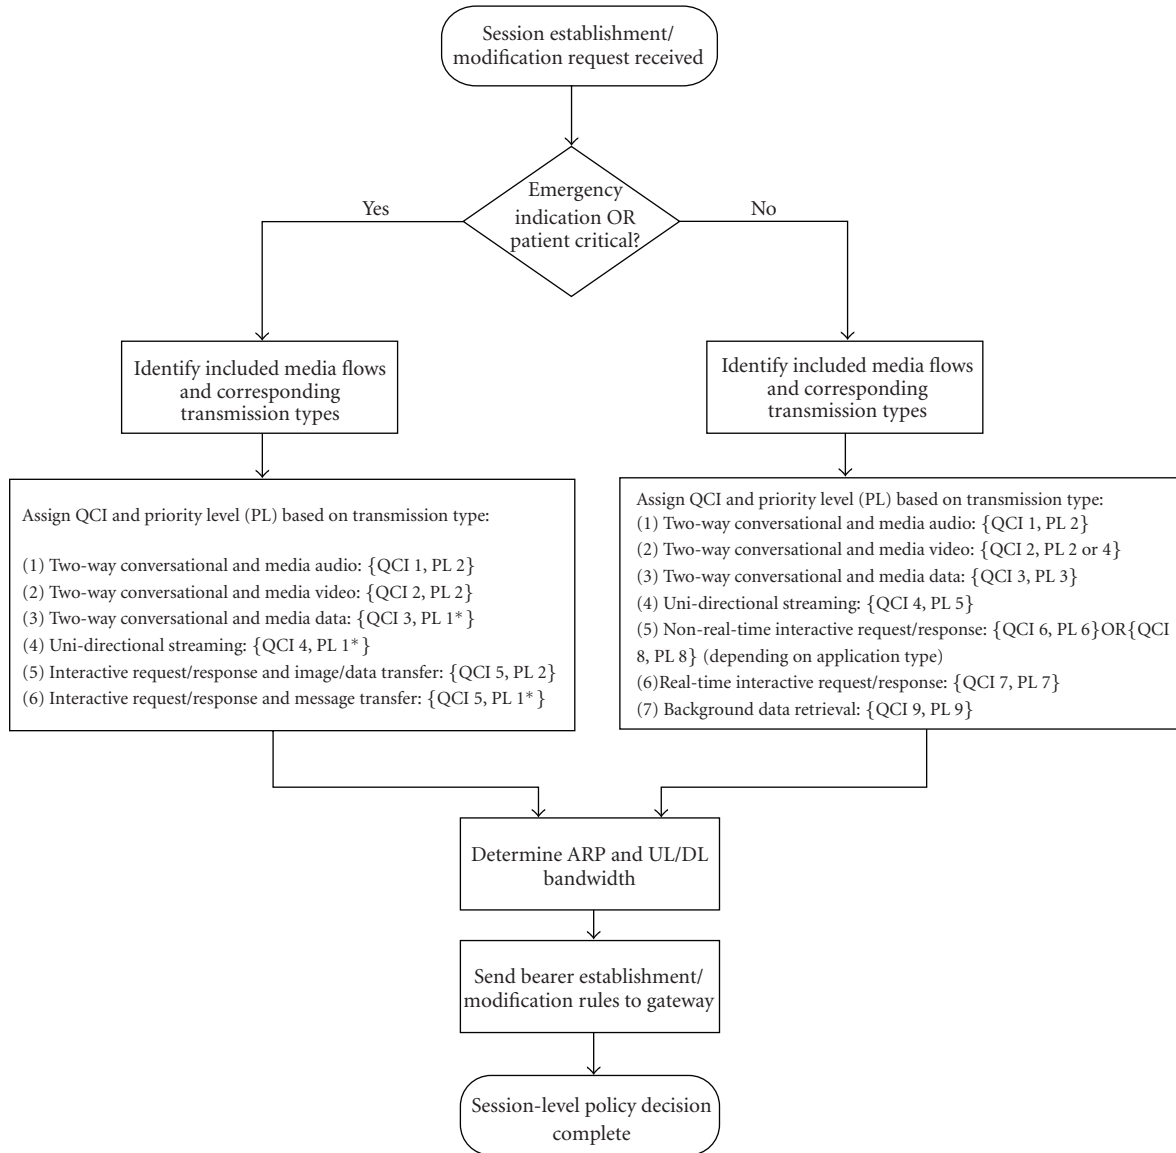 Session establishment/
modification request received
Emergency
indication OR
patient critical?
Yes
No
Identify included media flows
and corresponding
transmission types
Identify included media flows
and corresponding
transmission types
Assign QCI and priority level (PL) based on transmission type:
(1) Two-way conversational and media audio: {QCI 1, PL 2}
(2) Two-way conversational and media video: {QCI 2, PL 2}
(3) Two-way conversational and media data: {QCI 3, PL 1*}
(4) Uni-directional streaming: {QCI 4, PL 1*}
(5) Interactive request/response and image/data transfer: {QCI 5, PL 2}
(6) Interactive request/response and message transfer: {QCI 5, PL 1*}
Assign QCI and priority level (PL) based on transmission type:
(1) Two-way conversational and media audio: {QCI 1, PL 2}
(2) Two-way conversational and media video: {QCI 2, PL 2 or 4}
(3) Two-way conversational and media data: {QCI 3, PL 3}
(4) Uni-directional streaming: {QCI 4, PL 5}
(5) Non-real-time interactive request/response: {QCI 6, PL 6}OR{QCI
8, PL 8} (depending on application type)
(6)Real-time interactive request/response: {QCI 7, PL 7}
(7) Background data retrieval: {QCI 9, PL 9}
Determine ARP and UL/DL
bandwidth
Send bearer establishment/
modification rules to gateway
Session-level policy decision
complete